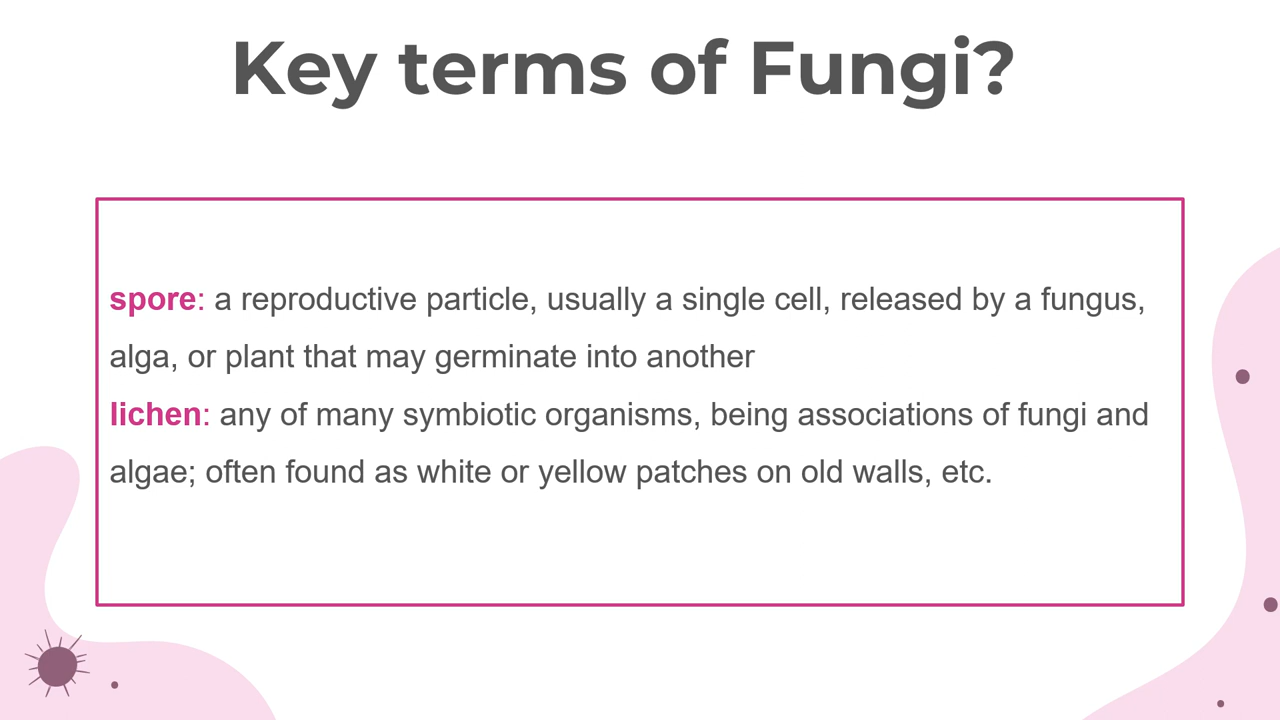 Key terms of Fungi?
spore: a reproductive particle, usually a single cell, released by a fungus,
alga, or plant that may germinate into another
lichen: any of many symbiotic organisms, being associations of fungi and
algae; often found as white or yellow patches on old walls, etc.